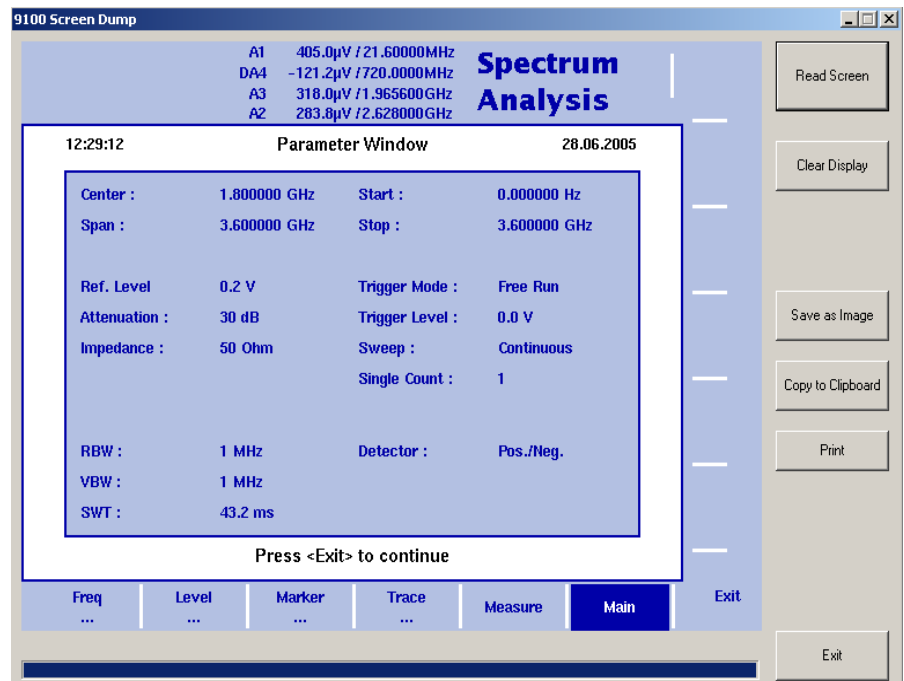 9100 Screen Dump
A1 405.0µV / 21.60000MHz
DA4 -121.2µV /720.0000MHz
A3 318.0µV /1.965600GHz
A2 283.8µV /2.628000GHz
Spectrum
Analysis
12:29:12 Parameter Window 28.06.2005
Center : 1.800000 GHz Start : 0.000000 Hz
Span : 3.600000 GHz Stop : 3.600000 GHz
Ref. Level 0.2 V Trigger Mode : Free Run
Attenuation : 30 dB Trigger Level : 0.0 V
Impedance : 50 Ohm Sweep : Continuous
Single Count : 1
RBW : 1 MHz Detector : Pos./Neg.
VBW : 1 MHz
SWT : 43.2 ms
Press <Exit> to continue
Freq ... Level ... Marker ... Trace ... Measure Main Exit
Read Screen
Clear Display
Save as Image
Copy to Clipboard
Print
Exit